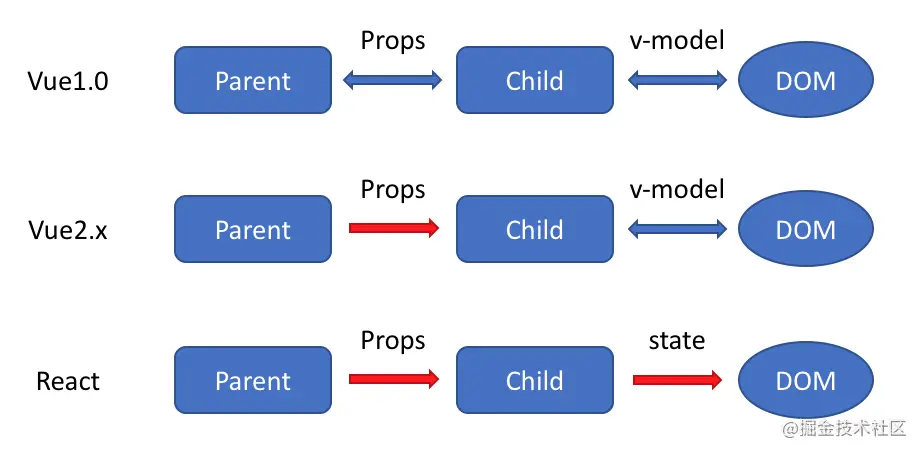 Props v-model
Vue1.0 Parent Child DOM
Props v-model
Vue2.x Parent Child DOM
Props state
React Parent Child DOM
@掘金技术社区